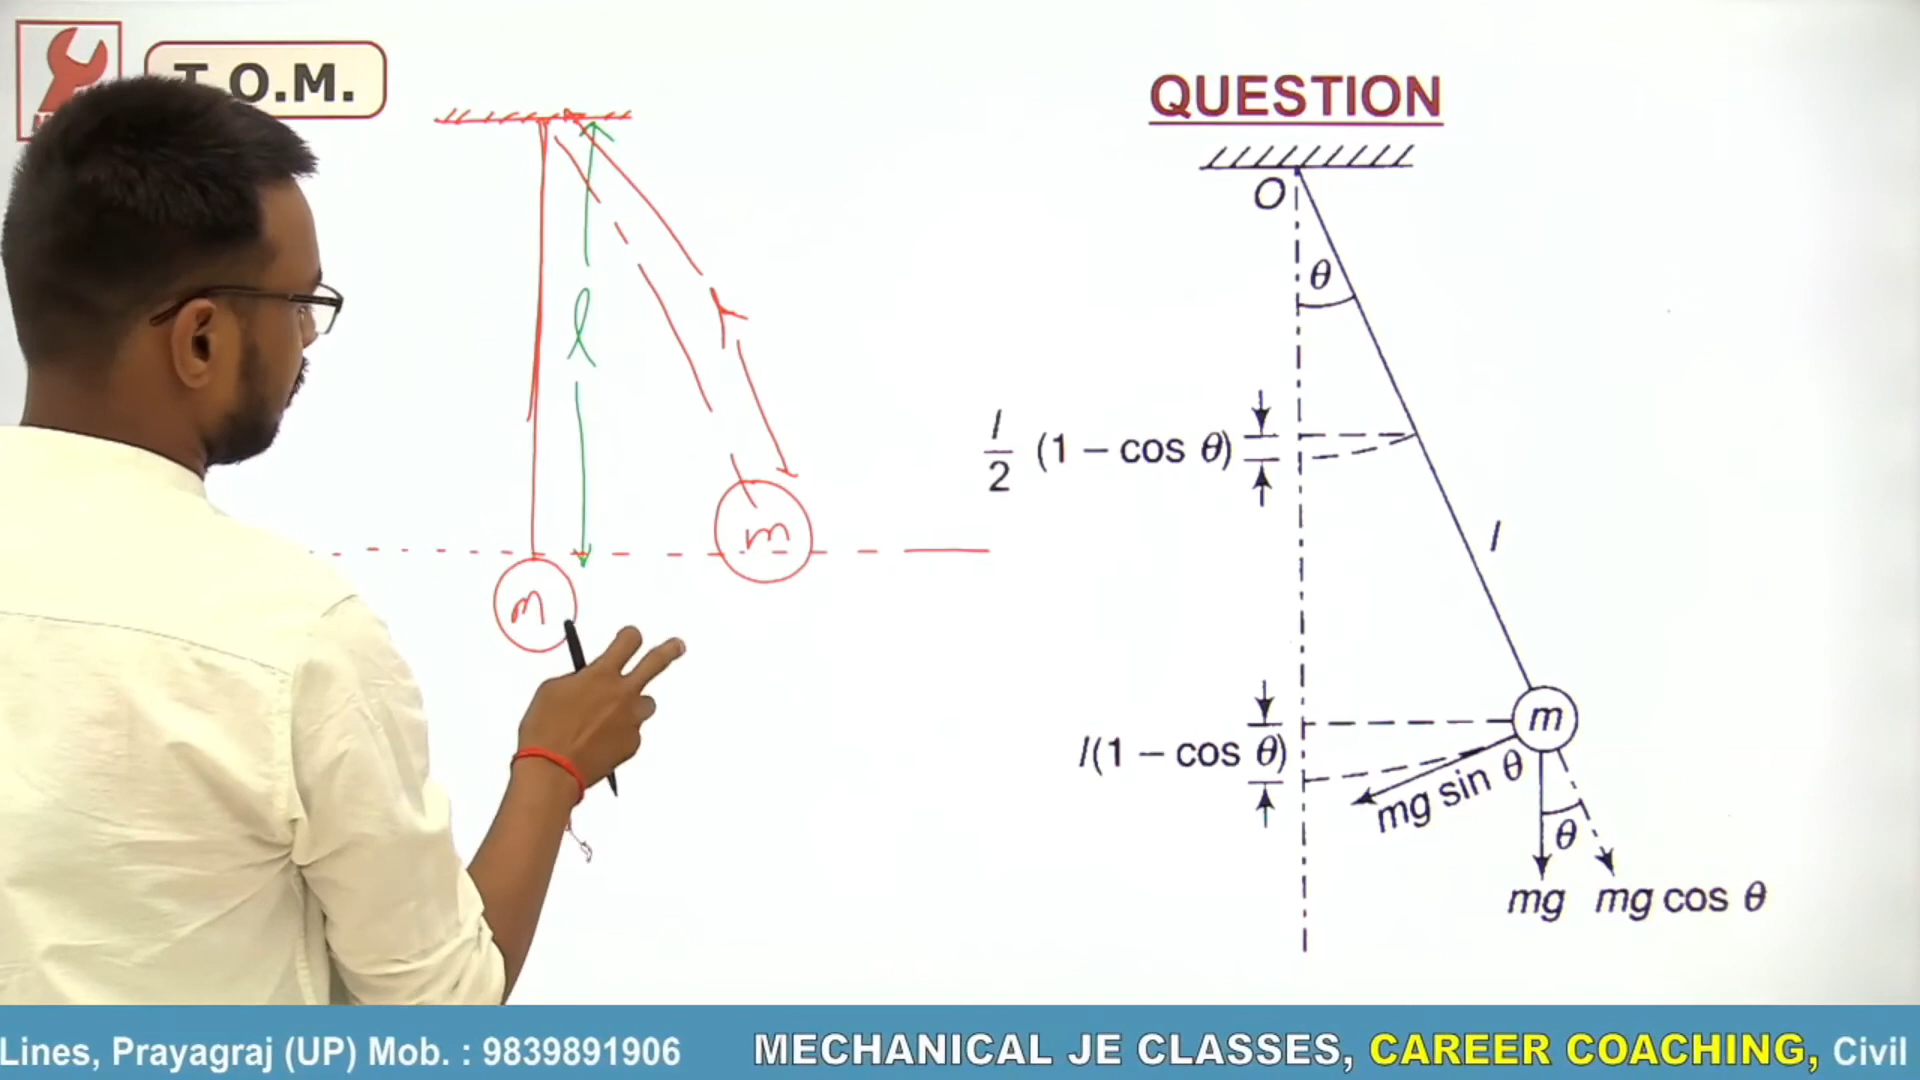 T.O.M.
QUESTION
O
θ
l
l/2 (1 – cos θ)
l
m
m
l(1 – cos θ)
m
mg sin θ
θ
mg mg cos θ
Lines, Prayagraj (UP) Mob. : 9839891906 MECHANICAL JE CLASSES, CAREER COACHING, Civil